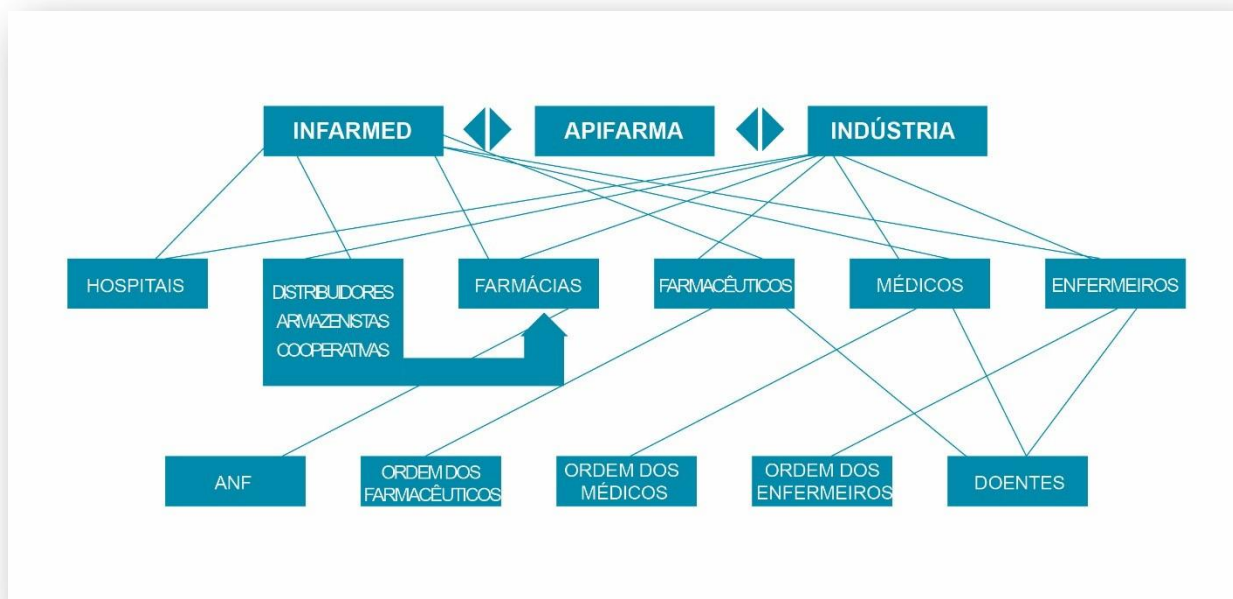 INFARMED
APIFARMA
INDÚSTRIA
HOSPITAIS
DISTRIBUIDORES
ARMAZENISTAS
COOPERATIVAS
FARMÁCIAS
FARMACÊUTICOS
MÉDICOS
ENFERMEIROS
ANF
ORDEM DOS
FARMACÊUTICOS
ORDEM DOS
MÉDICOS
ORDEM DOS
ENFERMEIROS
DOENTES